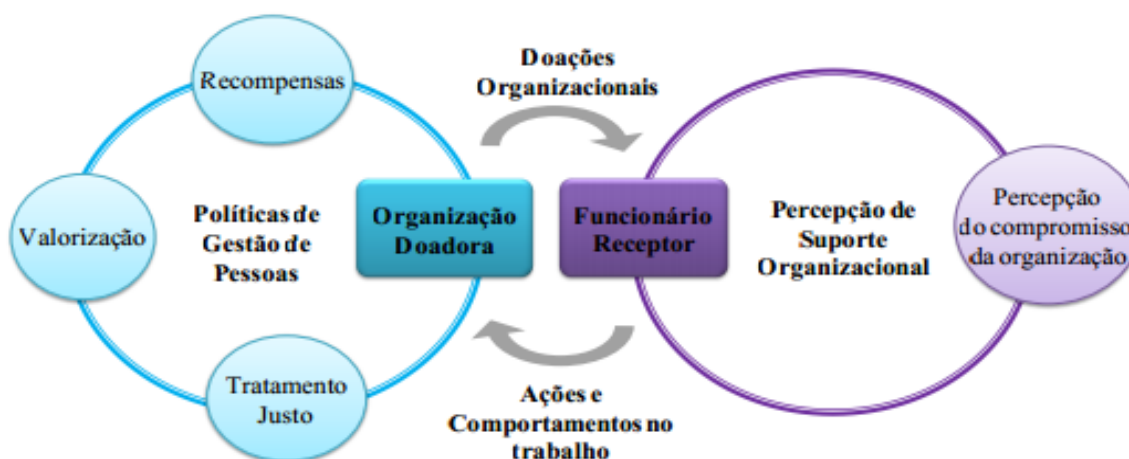 Recompensas
Valorização
Políticas de
Gestão de
Pessoas
Tratamento
Justo
Organização
Doadora
Doações
Organizacionais
Funcionário
Receptor
Ações e
Comportamentos no
trabalho
Percepção de
Suporte
Organizacional
Percepção
do compromisso
da organização